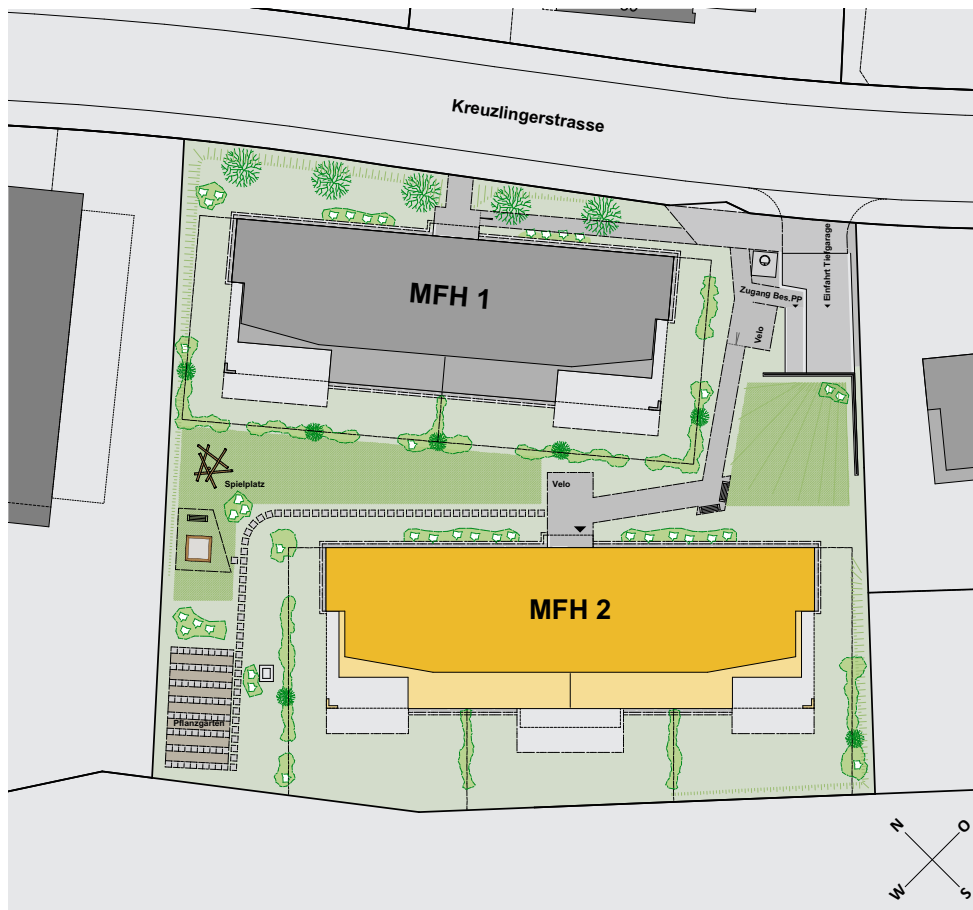 Kreuzlingerstrasse
MFH 1
Einfahrt Tiefgarage
Zugang Bes.PP
Velo
Spielplatz
Velo
MFH 2
Pflanzgärten
N
O
W
S